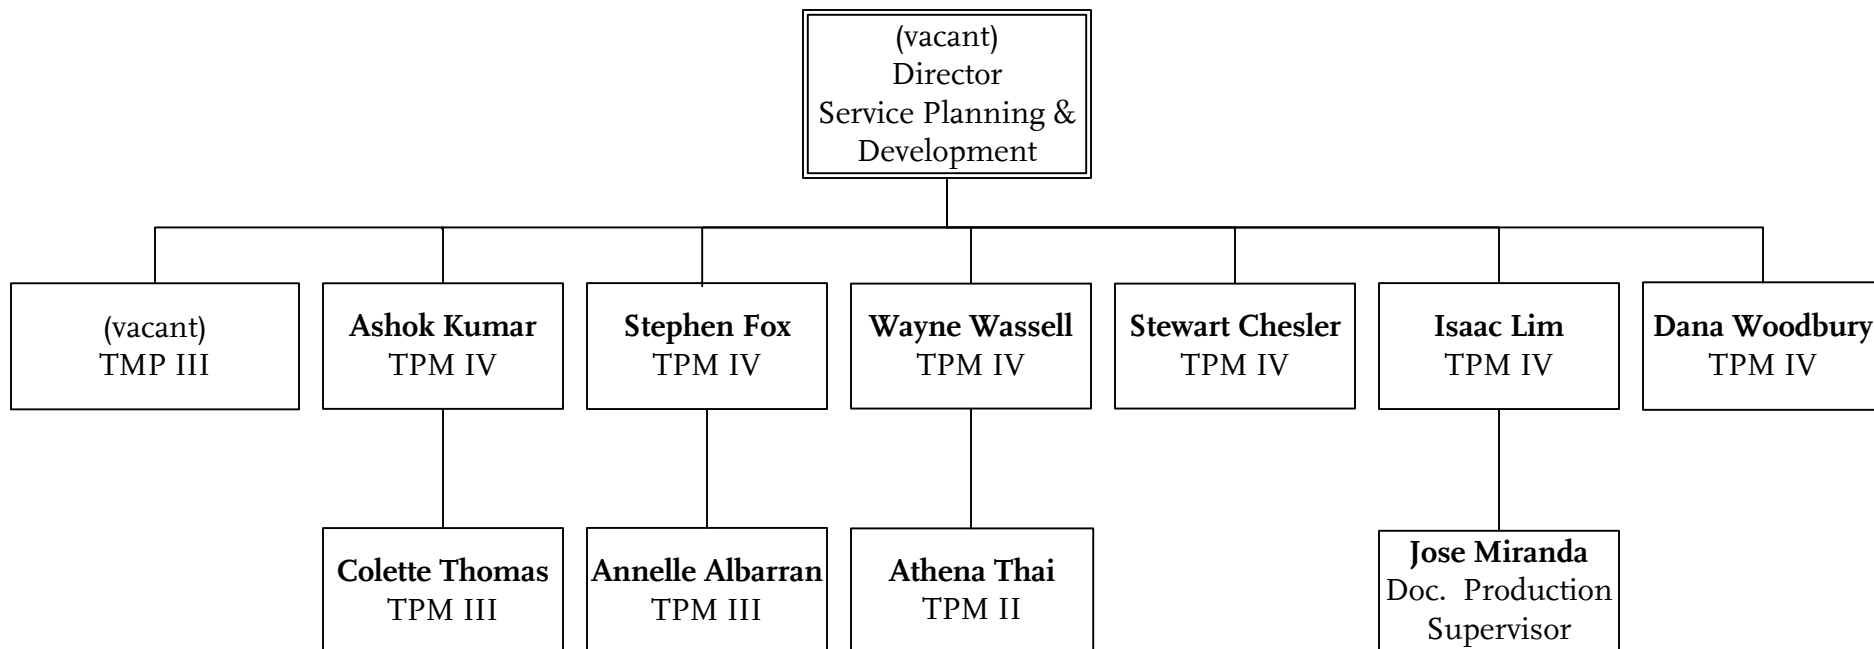 (vacant)
Director
Service Planning &
Development
(vacant)
TMP III
Ashok Kumar
TPM IV
Stephen Fox
TPM IV
Wayne Wassell
TPM IV
Stewart Chesler
TPM IV
Isaac Lim
TPM IV
Dana Woodbury
TPM IV
Colette Thomas
TPM III
Annelle Albarran
TPM III
Athena Thai
TPM II
Jose Miranda
Doc. Production
Supervisor